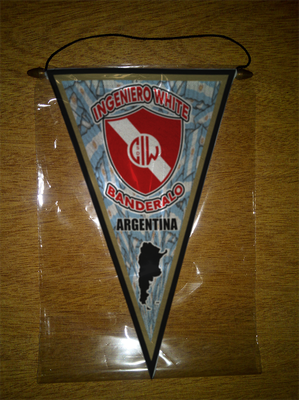 INGENIERO WHITE
CIW
BANDERALO
ARGENTINA